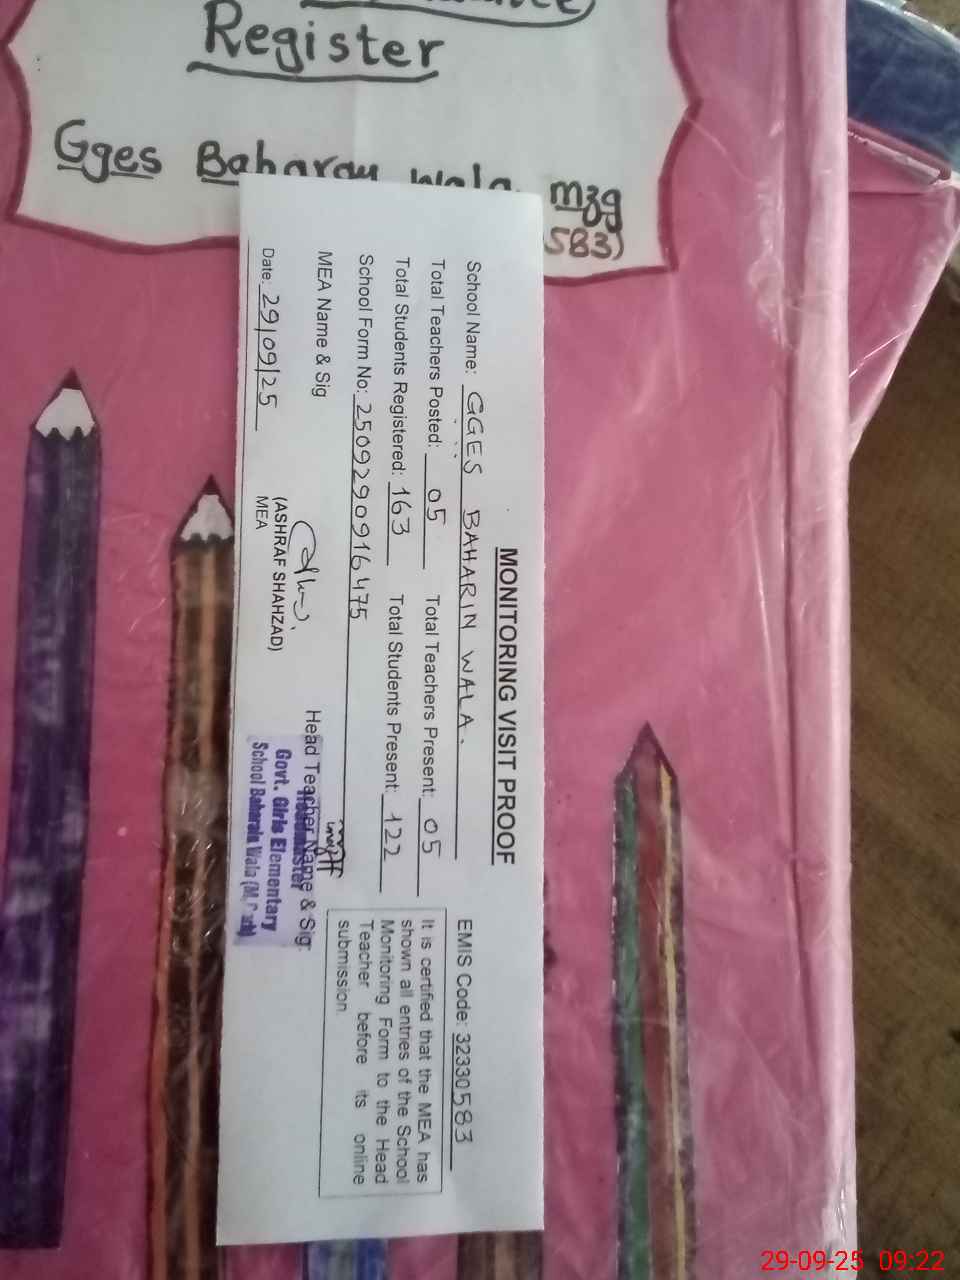 Register
Gges Baharay wala mzg
583)
MONITORING VISIT PROOF
School Name: GGES BAHARIN WALA.
EMIS Code: 32330583
Total Teachers Posted: 05 Total Teachers Present: 05
Total Students Registered: 163 Total Students Present: 122
School Form No: 2509290916475
It is certified that the MEA has
shown all entries of the School
Monitoring Form to the Head
Teacher before its online
submission.
MEA Name & Sig
Head Teacher Name & Sig:
(ASHRAF SHAHZAD)
MEA
Headmaster
Govt. Girls Elementary
School Baharain Wala
Date: 29/09/25
29-09-25 09:22